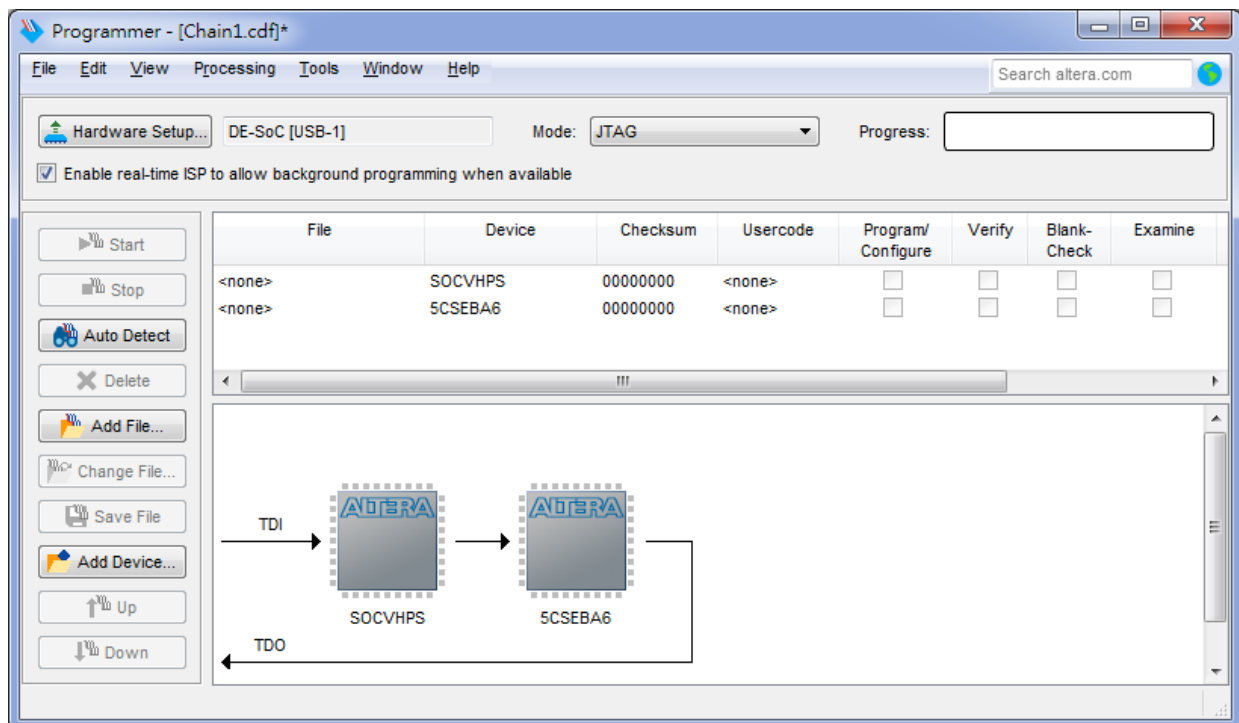 Programmer - [Chain1.cdf]*
File Edit View Processing Tools Window Help
Search altera.com
Hardware Setup... DE-SoC [USB-1] Mode: JTAG Progress:
Enable real-time ISP to allow background programming when available
Start
Stop
Auto Detect
Delete
Add File...
Change File...
Save File
Add Device...
Up
Down
File Device Checksum Usercode Program/ Verify Blank- Examine
Configure Check
<none> SOCVHPS 00000000 <none>
<none> 5CSEBA6 00000000 <none>
ALTERA ALTERA
TDI
SOCVHPS 5CSEBA6
TDO